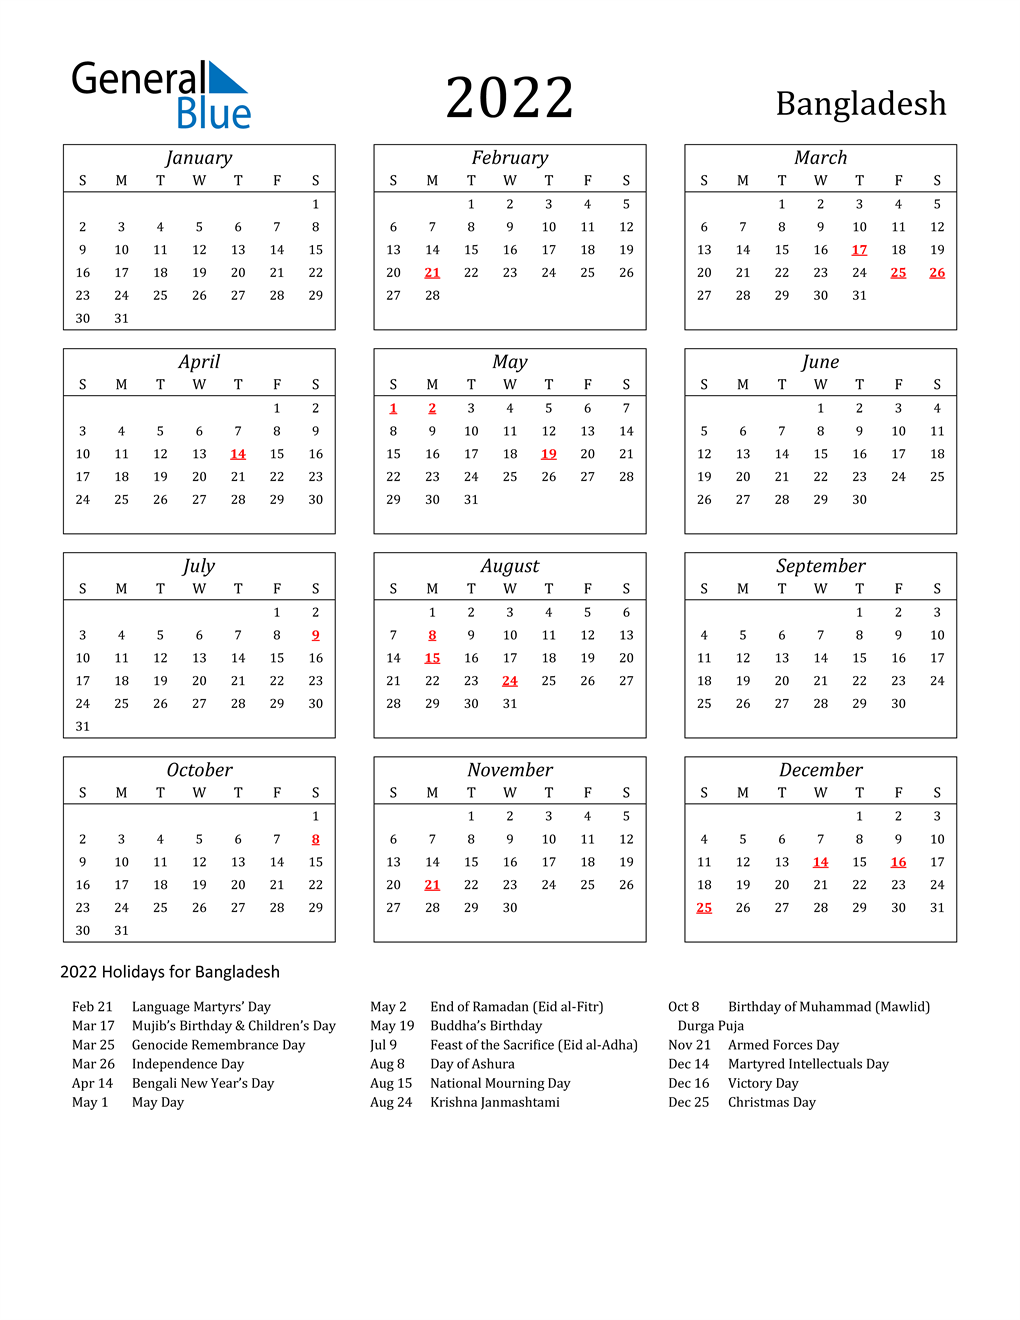 General
Blue
2022
Bangladesh
January
S M T W T F S
1
2 3 4 5 6 7 8
9 10 11 12 13 14 15
16 17 18 19 20 21 22
23 24 25 26 27 28 29
30 31
February
S M T W T F S
1 2 3 4 5
6 7 8 9 10 11 12
13 14 15 16 17 18 19
20 21 22 23 24 25 26
27 28
March
S M T W T F S
1 2 3 4 5
6 7 8 9 10 11 12
13 14 15 16 17 18 19
20 21 22 23 24 25 26
27 28 29 30 31
April
S M T W T F S
1 2
3 4 5 6 7 8 9
10 11 12 13 14 15 16
17 18 19 20 21 22 23
24 25 26 27 28 29 30
May
S M T W T F S
1 2 3 4 5 6 7
8 9 10 11 12 13 14
15 16 17 18 19 20 21
22 23 24 25 26 27 28
29 30 31
June
S M T W T F S
1 2 3 4
5 6 7 8 9 10 11
12 13 14 15 16 17 18
19 20 21 22 23 24 25
26 27 28 29 30
July
S M T W T F S
1 2
3 4 5 6 7 8 9
10 11 12 13 14 15 16
17 18 19 20 21 22 23
24 25 26 27 28 29 30
31
August
S M T W T F S
1 2 3 4 5 6
7 8 9 10 11 12 13
14 15 16 17 18 19 20
21 22 23 24 25 26 27
28 29 30 31
September
S M T W T F S
1 2 3
4 5 6 7 8 9 10
11 12 13 14 15 16 17
18 19 20 21 22 23 24
25 26 27 28 29 30
October
S M T W T F S
1
2 3 4 5 6 7 8
9 10 11 12 13 14 15
16 17 18 19 20 21 22
23 24 25 26 27 28 29
30 31
November
S M T W T F S
1 2 3 4 5
6 7 8 9 10 11 12
13 14 15 16 17 18 19
20 21 22 23 24 25 26
27 28 29 30
December
S M T W T F S
1 2 3
4 5 6 7 8 9 10
11 12 13 14 15 16 17
18 19 20 21 22 23 24
25 26 27 28 29 30 31
2022 Holidays for Bangladesh
Feb 21 Language Martyrs’ Day
Mar 17 Mujib’s Birthday & Children’s Day
Mar 25 Genocide Remembrance Day
Mar 26 Independence Day
Apr 14 Bengali New Year’s Day
May 1 May Day
May 2 End of Ramadan (Eid al-Fitr)
May 19 Buddha’s Birthday
Jul 9 Feast of the Sacrifice (Eid al-Adha)
Aug 8 Day of Ashura
Aug 15 National Mourning Day
Aug 24 Krishna Janmashtami
Oct 8 Birthday of Muhammad (Mawlid)
Durga Puja
Nov 21 Armed Forces Day
Dec 14 Martyred Intellectuals Day
Dec 16 Victory Day
Dec 25 Christmas Day